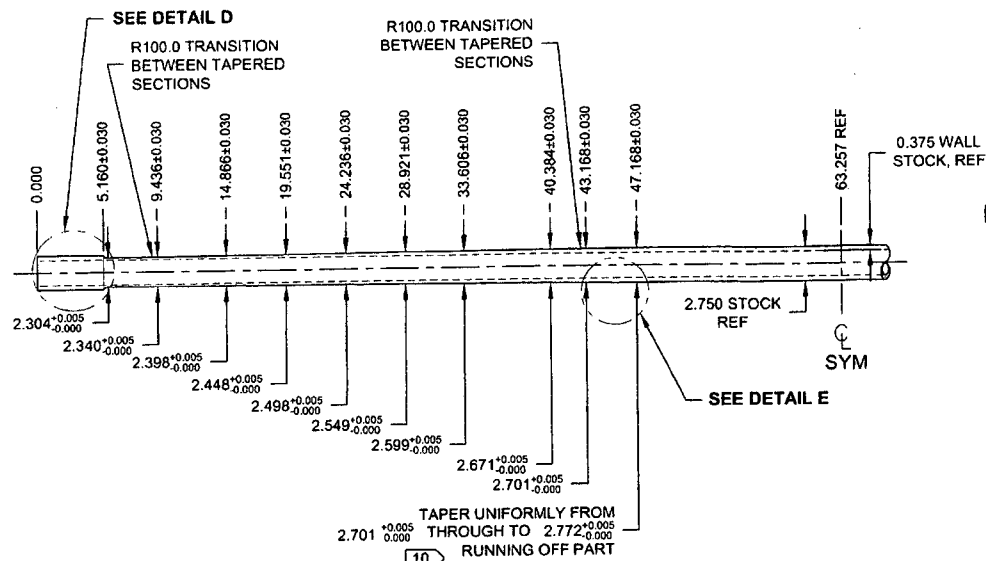 SEE DETAIL D
R100.0 TRANSITION
BETWEEN TAPERED
SECTIONS
R100.0 TRANSITION
BETWEEN TAPERED
SECTIONS
0.000
5.160±0.030
9.436±0.030
14.866±0.030
19.551±0.030
24.236±0.030
28.921±0.030
33.606±0.030
40.384±0.030
43.168±0.030
47.168±0.030
63.257 REF
0.375 WALL
STOCK, REF
2.304 +0.005 -0.000
2.340 +0.005 -0.000
2.398 +0.005 -0.000
2.448 +0.005 -0.000
2.498 +0.005 -0.000
2.549 +0.005 -0.000
2.599 +0.005 -0.000
2.671 +0.005 -0.000
2.701 +0.005 -0.000
2.750 STOCK
REF
℄
SYM
SEE DETAIL E
TAPER UNIFORMLY FROM
2.701 +0.005 0.000 THROUGH TO 2.772 +0.005 -0.000
RUNNING OFF PART
10